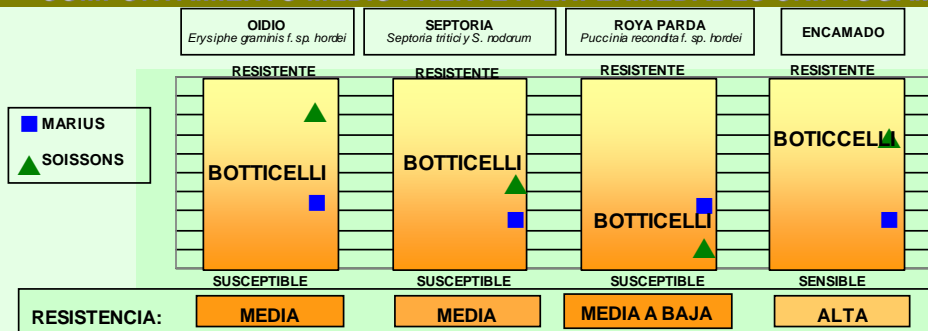 OIDIO
Erysiphe graminis f. sp. hordei
SEPTORIA
Septoria tritici y S. nodorum
ROYA PARDA
Puccinia recondita f. sp. hordei
ENCAMADO
RESISTENTE
RESISTENTE
RESISTENTE
RESISTENTE
MARIUS
SOISSONS
BOTTICELLI
BOTTICELLI
BOTTICELLI
BOTICCELLI
SUSCEPTIBLE
SUSCEPTIBLE
SUSCEPTIBLE
SENSIBLE
RESISTENCIA:
MEDIA
MEDIA
MEDIA A BAJA
ALTA